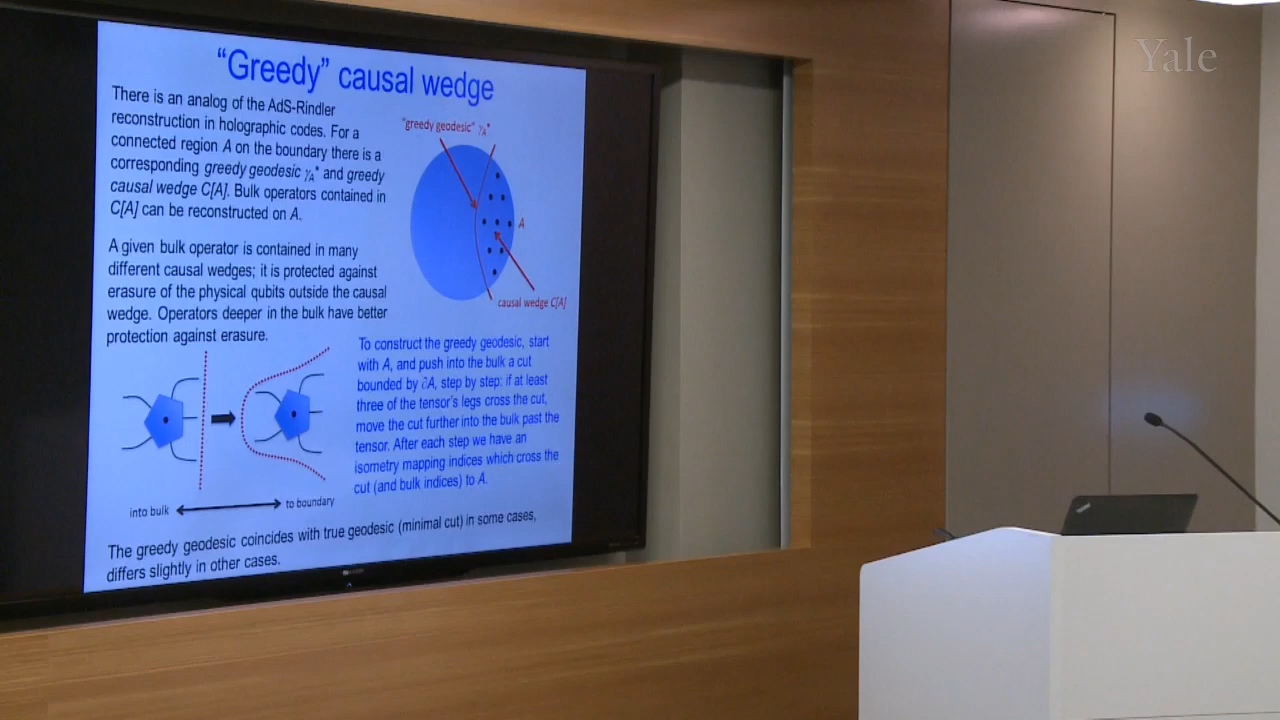 "Greedy" causal wedge
There is an analog of the AdS-Rindler
reconstruction in holographic codes. For a
connected region A on the boundary there is a
corresponding greedy geodesic γ_A* and greedy
causal wedge C[A]. Bulk operators contained in
C[A] can be reconstructed on A.
"greedy geodesic" γ_A*
A
causal wedge C[A]
A given bulk operator is contained in many
different causal wedges; it is protected against
erasure of the physical qubits outside the causal
wedge. Operators deeper in the bulk have better
protection against erasure.
To construct the greedy geodesic, start
with A, and push into the bulk a cut
bounded by ∂A, step by step: if at least
three of the tensor's legs cross the cut,
move the cut further into the bulk past the
tensor. After each step we have an
isometry mapping indices which cross the
cut (and bulk indices) to A.
into bulk
to boundary
The greedy geodesic coincides with true geodesic (minimal cut) in some cases,
differs slightly in other cases.
Yale